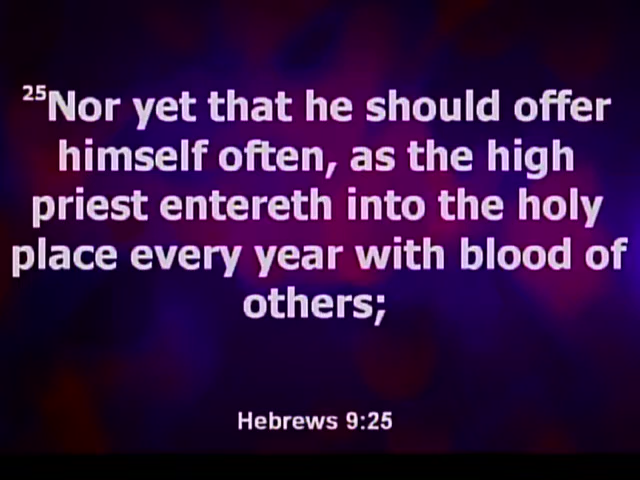 25Nor yet that he should offer
himself often, as the high
priest entereth into the holy
place every year with blood of
others;
Hebrews 9:25